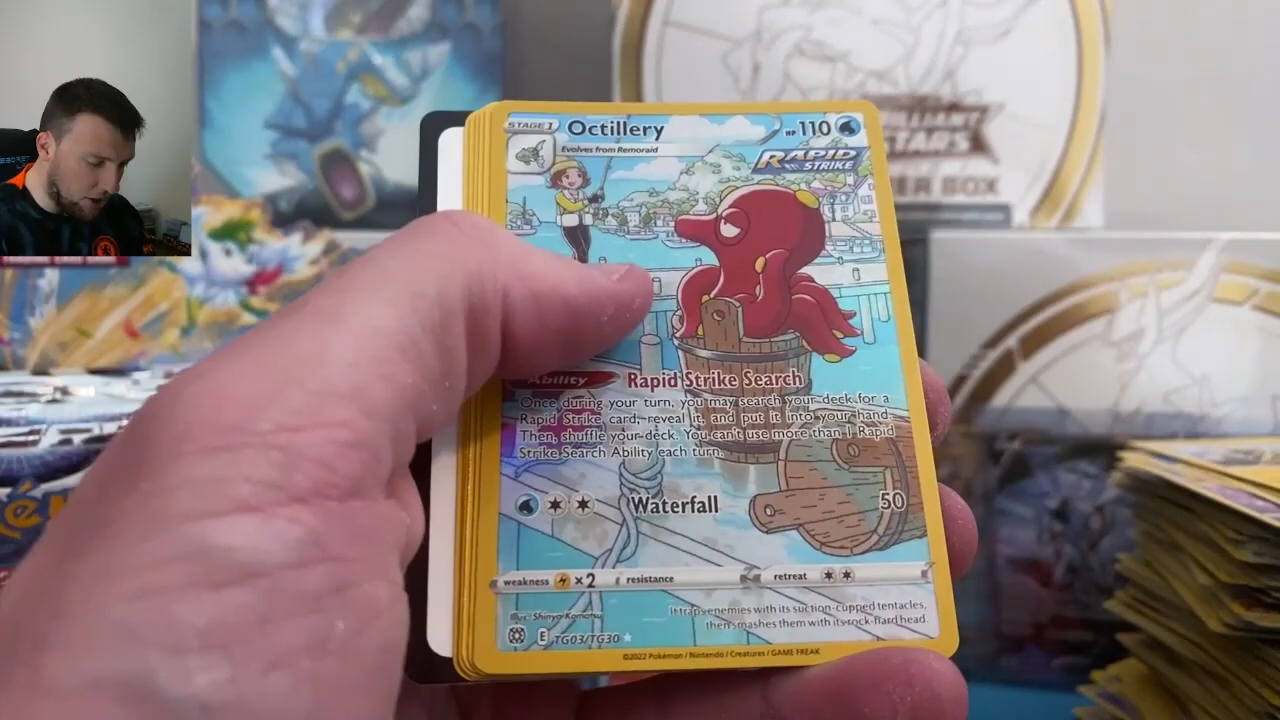 SECRET
BRILLIANT
STARS
ER BOX
STAGE 1
Octillery
HP 110
Evolves from Remoraid
RAPID
STRIKE
Ability
Rapid Strike Search
Once during your turn, you may search your deck for a
Rapid Strike card, reveal it, and put it into your hand.
Then, shuffle your deck. You can't use more than 1 Rapid
Strike Search Ability each turn.
Waterfall
50
weakness ×2 resistance retreat
Illus. Shinya Komatsu
It traps enemies with its suction-cupped tentacles,
then smashes them with its rock-hard head.
E TG03/TG30
©2022 Pokémon / Nintendo / Creatures / GAME FREAK